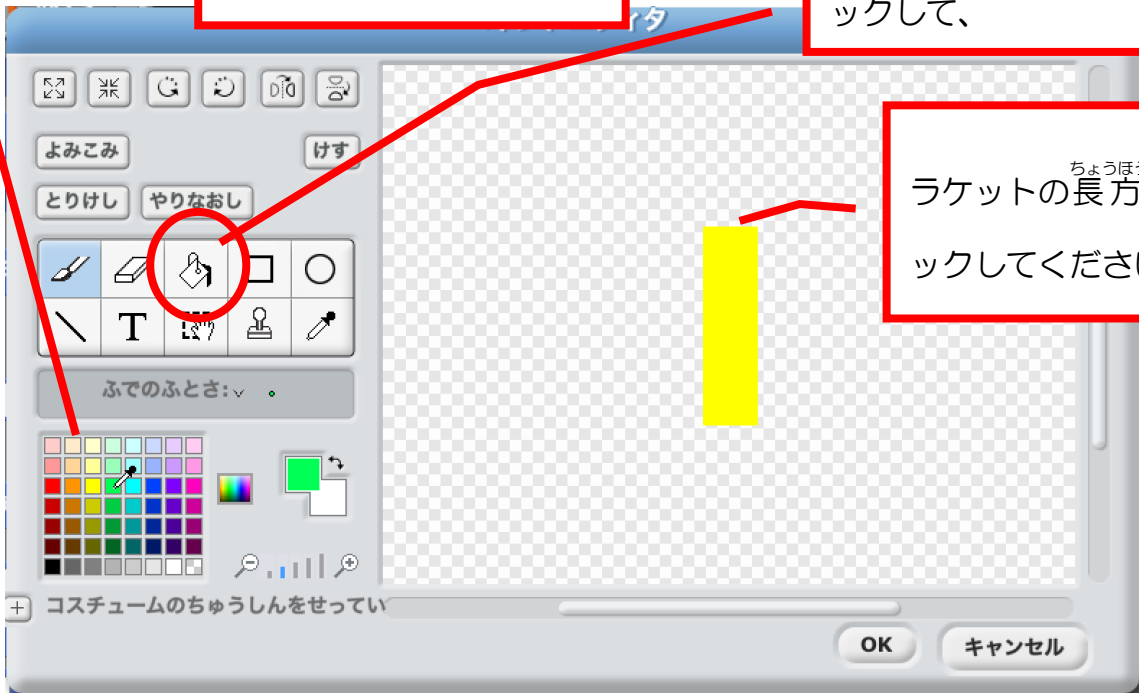 ックして、
よみこみ
けす
ちょうほう
ラケットの長方
ックしてください
とりけし
やりなおし
T
ふでのふとさ:
コスチュームのちゅうしんをせってい
OK
キャンセル